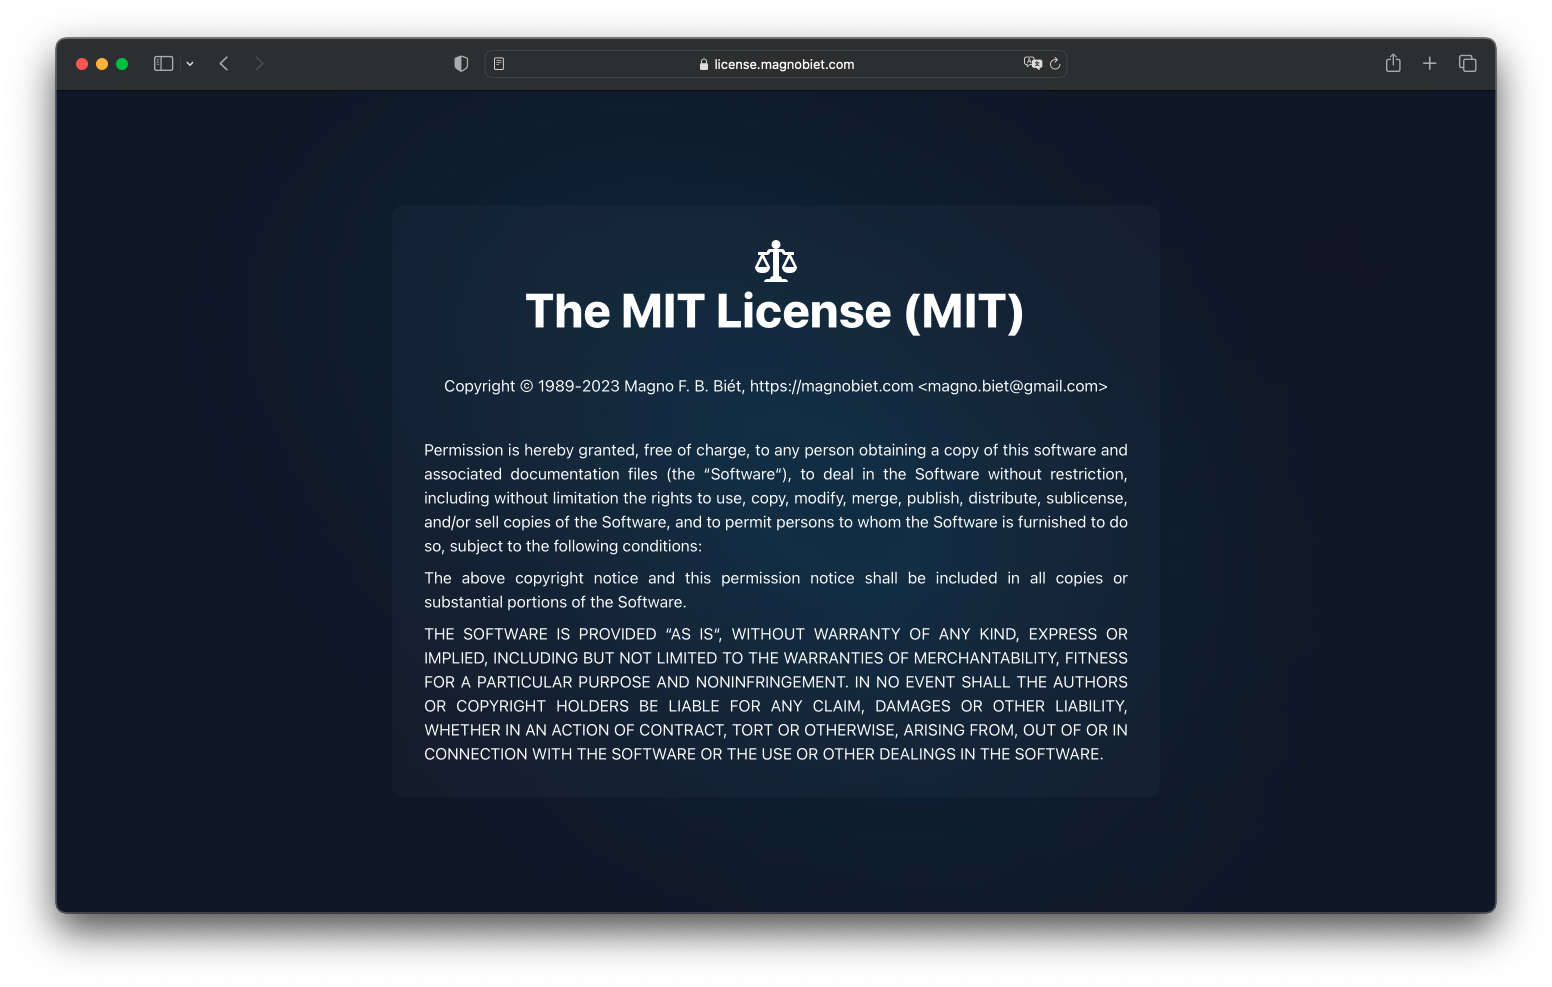 license.magnobiet.com
The MIT License (MIT)
Copyright © 1989-2023 Magno F. B. Biét, https://magnobiet.com <magno.biet@gmail.com>
Permission is hereby granted, free of charge, to any person obtaining a copy of this software and
associated documentation files (the “Software“), to deal in the Software without restriction,
including without limitation the rights to use, copy, modify, merge, publish, distribute, sublicense,
and/or sell copies of the Software, and to permit persons to whom the Software is furnished to do
so, subject to the following conditions:
The above copyright notice and this permission notice shall be included in all copies or
substantial portions of the Software.
THE SOFTWARE IS PROVIDED “AS IS“, WITHOUT WARRANTY OF ANY KIND, EXPRESS OR
IMPLIED, INCLUDING BUT NOT LIMITED TO THE WARRANTIES OF MERCHANTABILITY, FITNESS
FOR A PARTICULAR PURPOSE AND NONINFRINGEMENT. IN NO EVENT SHALL THE AUTHORS
OR COPYRIGHT HOLDERS BE LIABLE FOR ANY CLAIM, DAMAGES OR OTHER LIABILITY,
WHETHER IN AN ACTION OF CONTRACT, TORT OR OTHERWISE, ARISING FROM, OUT OF OR IN
CONNECTION WITH THE SOFTWARE OR THE USE OR OTHER DEALINGS IN THE SOFTWARE.